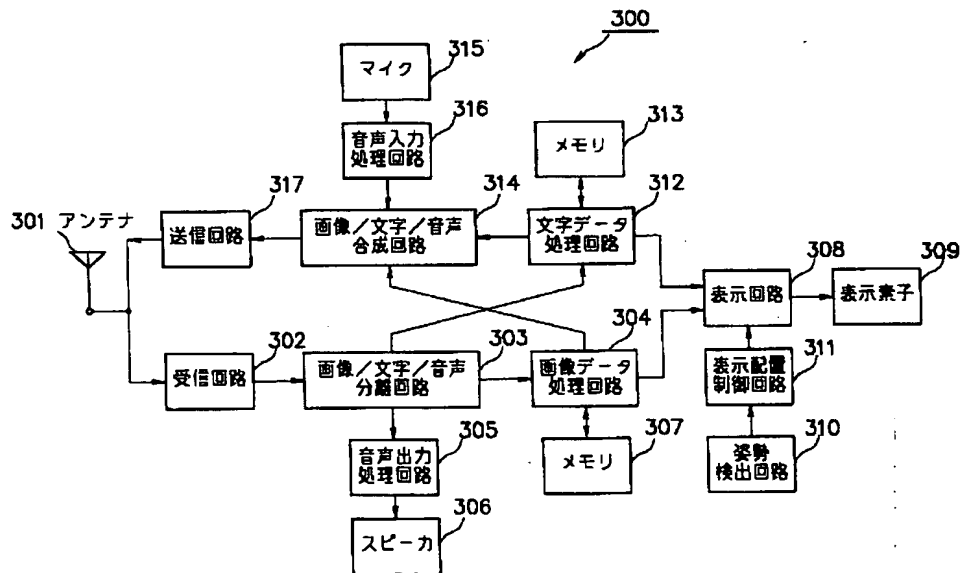 300
315
マイク
316
音声入力
処理回路
313
メモリ
317
314
312
301 アンテナ
送信回路
画像/文字/音声
合成回路
文字データ
処理回路
308
309
表示回路
表示素子
302
303
304
311
受信回路
画像/文字/音声
分離回路
画像データ
処理回路
表示配置
制御回路
305
307
310
音声出力
処理回路
メモリ
姿勢
検出回路
306
スピーカ